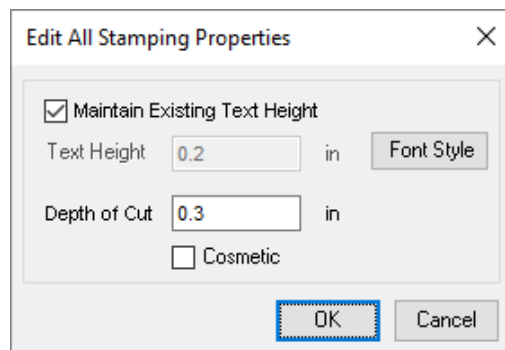 Edit All Stamping Properties
Maintain Existing Text Height
Text Height 0.2 in Font Style
Depth of Cut 0.3 in
Cosmetic
OK Cancel